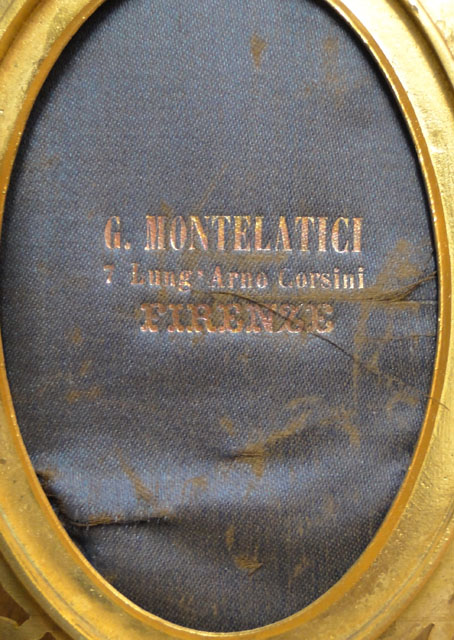 G. MONTELATICI
7 Lung' Arno Corsini
FIRENZE